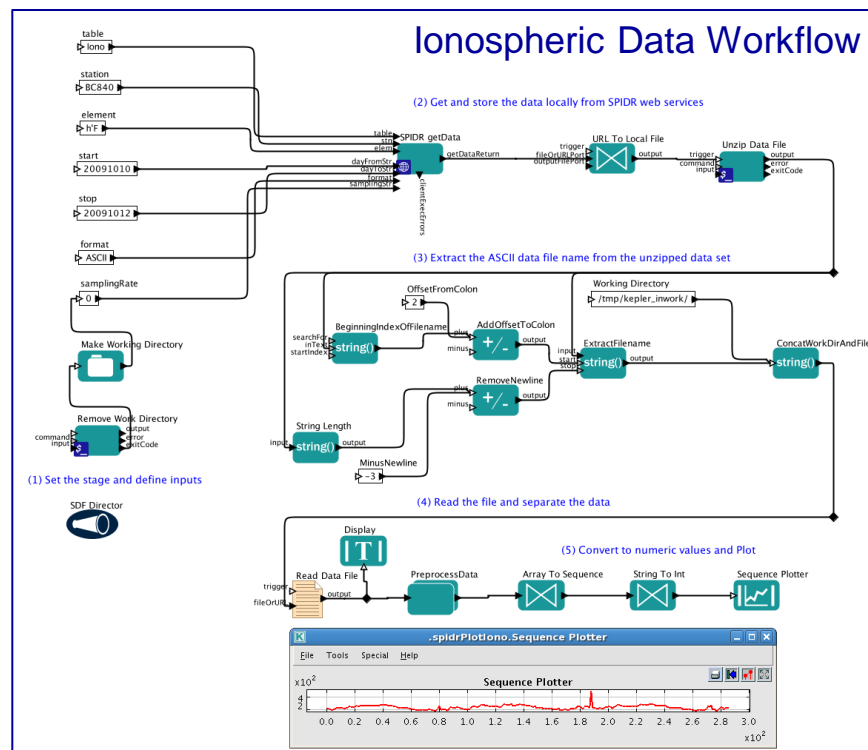 Ionospheric Data Workflow
table
Iono
station
BC840
element
h'F
start
20091010
stop
20091012
format
ASCII
samplingRate
0
Make Working Directory
Remove Work Directory
command
input
output
error
exitCode
$_
(1) Set the stage and define inputs
SDF Director
(2) Get and store the data locally from SPIDR web services
SPIDR getData
table
stn
elem
dayFromStr
dayToStr
format
samplingStr
getDataReturn
clientExecErrors
URL To Local File
trigger
fileOrURLPort
outputFilePort
output
Unzip Data File
trigger
command
input
output
error
exitCode
$_
(3) Extract the ASCII data file name from the unzipped data set
OffsetFromColon
2
Working Directory
/tmp/kepler_inwork/
BeginningIndexOfFilename
searchFor
inText
startIndex
string()
output
AddOffsetToColon
plus
minus
+/-
output
ExtractFilename
input
start
stop
string()
output
ConcatWorkDirAndFile
string()
RemoveNewline
plus
minus
+/-
output
String Length
input
string()
output
MinusNewline
-3
(4) Read the file and separate the data
Display
T
(5) Convert to numeric values and Plot
Read Data File
trigger
fileOrURL
output
PreprocessData
Array To Sequence
String To Int
Sequence Plotter
.spidrPlotIono.Sequence Plotter
File Tools Special Help
Sequence Plotter
x10²
4
2
0.0 0.2 0.4 0.6 0.8 1.0 1.2 1.4 1.6 1.8 2.0 2.2 2.4 2.6 2.8 3.0
x10²